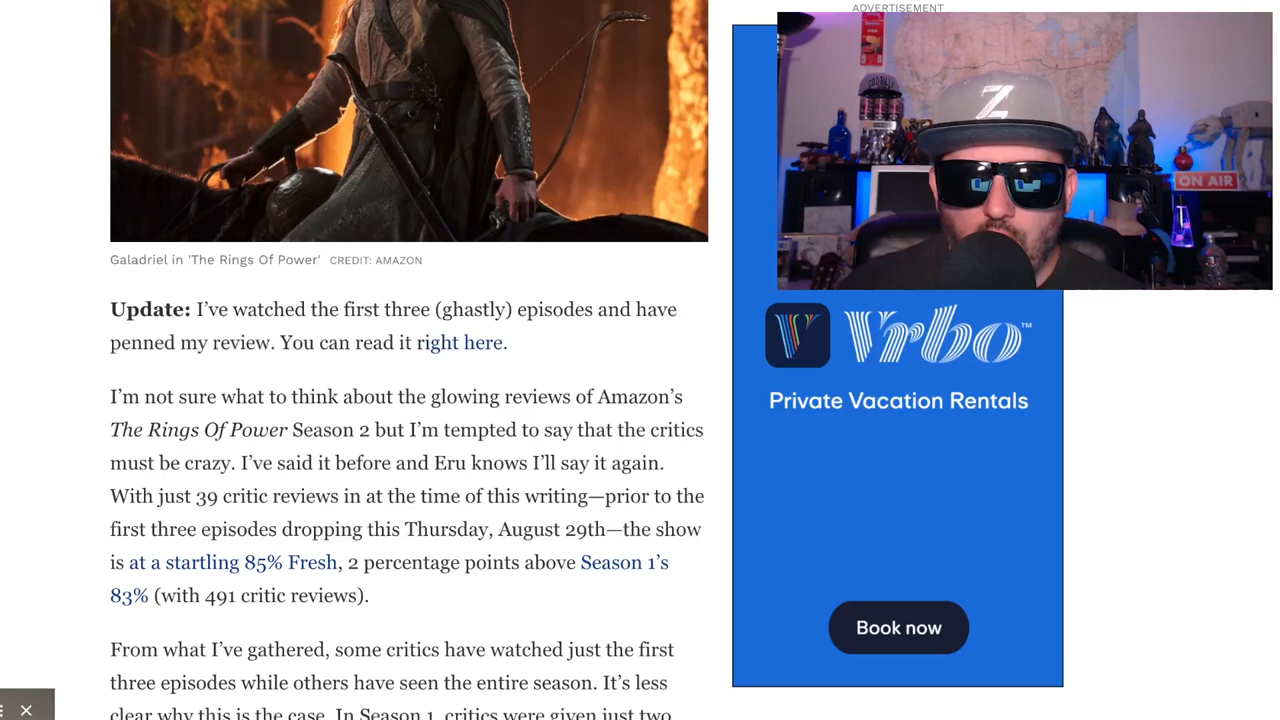 ADVERTISEMENT
Z
ON AIR
Galadriel in 'The Rings Of Power' CREDIT: AMAZON
Update: I’ve watched the first three (ghastly) episodes and have
penned my review. You can read it right here.
I’m not sure what to think about the glowing reviews of Amazon’s
The Rings Of Power Season 2 but I’m tempted to say that the critics
must be crazy. I’ve said it before and Eru knows I’ll say it again.
With just 39 critic reviews in at the time of this writing—prior to the
first three episodes dropping this Thursday, August 29th—the show
is at a startling 85% Fresh, 2 percentage points above Season 1’s
83% (with 491 critic reviews).
From what I’ve gathered, some critics have watched just the first
three episodes while others have seen the entire season. It’s less
clear why this is the case. In Season 1, critics were given just two
V Vrbo™
Private Vacation Rentals
Book now